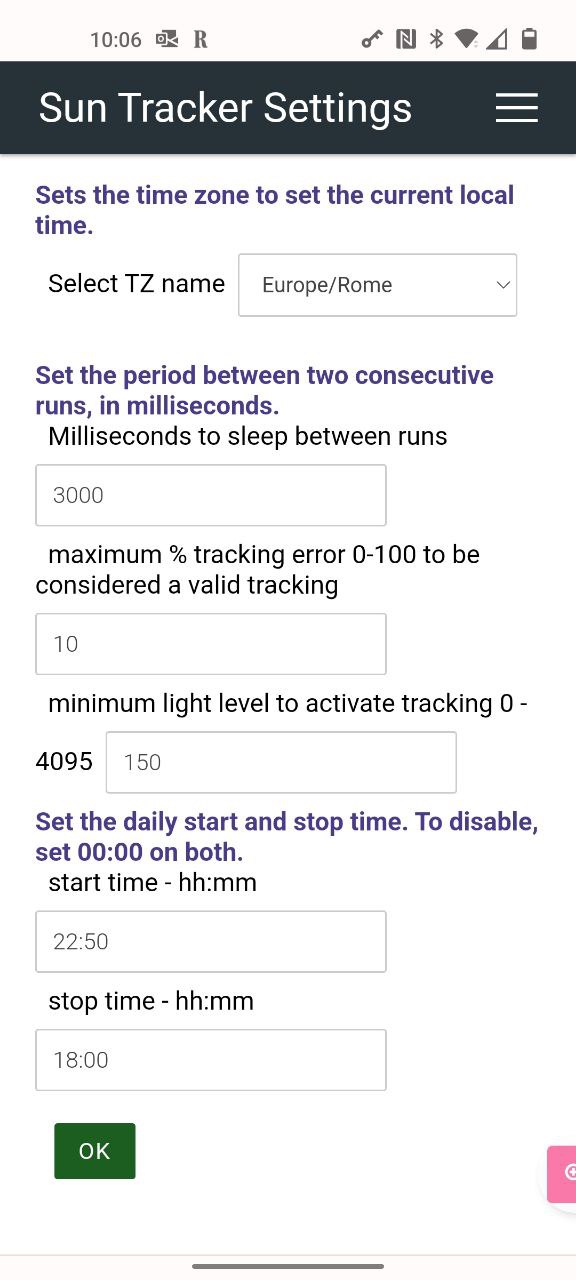 10:06 R
Sun Tracker Settings
Sets the time zone to set the current local
time.
Select TZ name Europe/Rome
Set the period between two consecutive
runs, in milliseconds.
Milliseconds to sleep between runs
3000
maximum % tracking error 0-100 to be
considered a valid tracking
10
minimum light level to activate tracking 0 -
4095 150
Set the daily start and stop time. To disable,
set 00:00 on both.
start time - hh:mm
22:50
stop time - hh:mm
18:00
OK